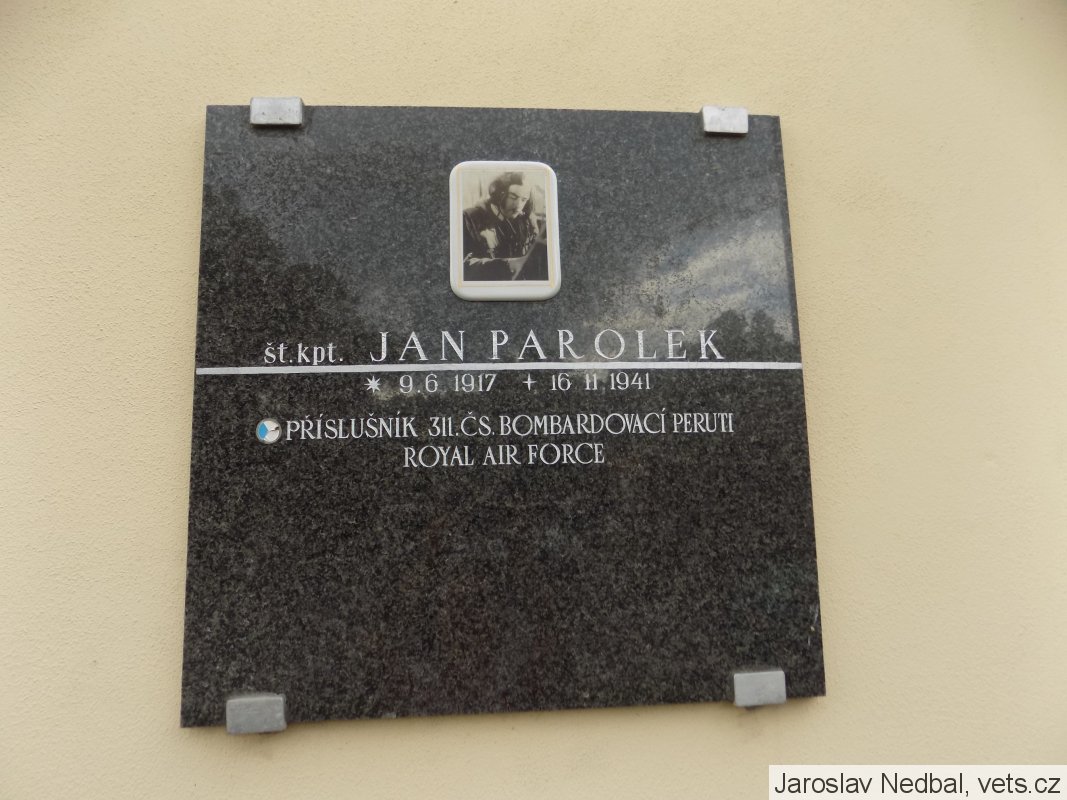 št.kpt. JAN PAROLEK
* 9.6 1917 + 16 11 1941
PŘÍSLUŠNÍK 311.ČS. BOMBARDOVACÍ PERUTI
ROYAL AIR FORCE
Jaroslav Nedbal, vets.cz